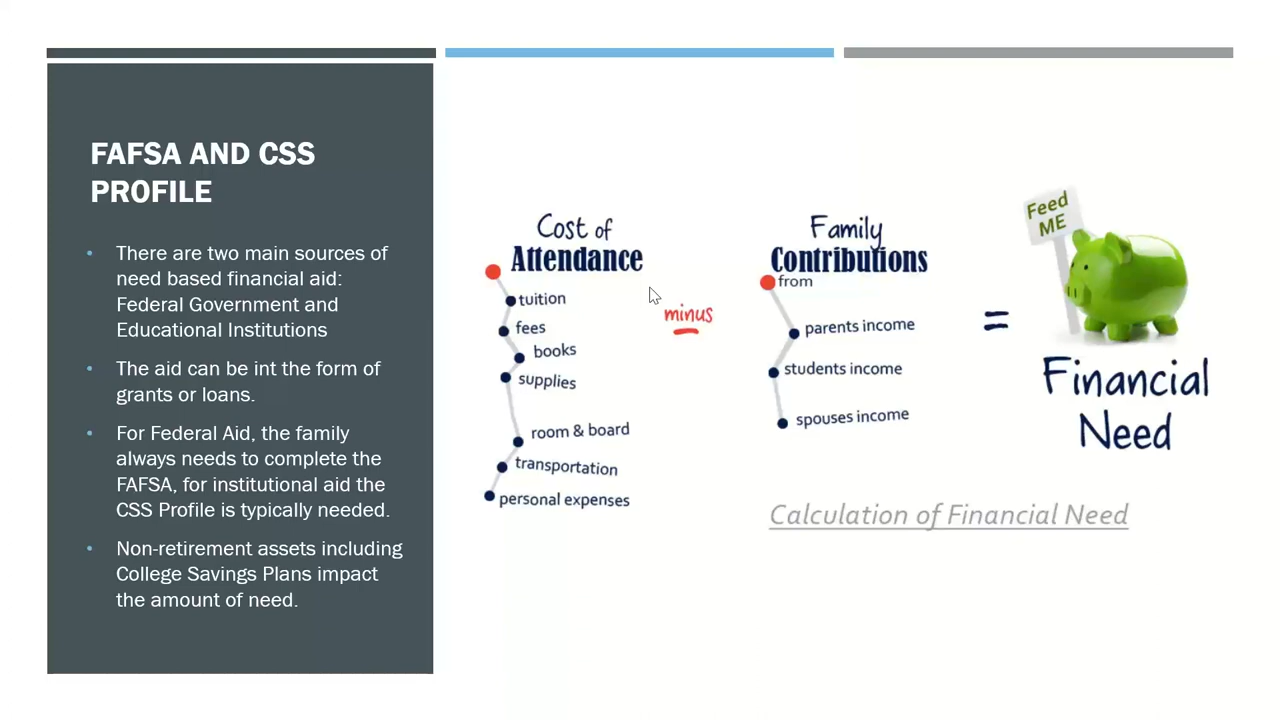 FAFSA AND CSS
PROFILE
• There are two main sources of
need based financial aid:
Federal Government and
Educational Institutions
• The aid can be int the form of
grants or loans.
• For Federal Aid, the family
always needs to complete the
FAFSA, for institutional aid the
CSS Profile is typically needed.
• Non-retirement assets including
College Savings Plans impact
the amount of need.
Cost of
Attendance
tuition
fees
books
supplies
room & board
transportation
personal expenses
minus
Family
Contributions
from
parents income
students income
spouses income
=
Feed
ME
Financial
Need
Calculation of Financial Need